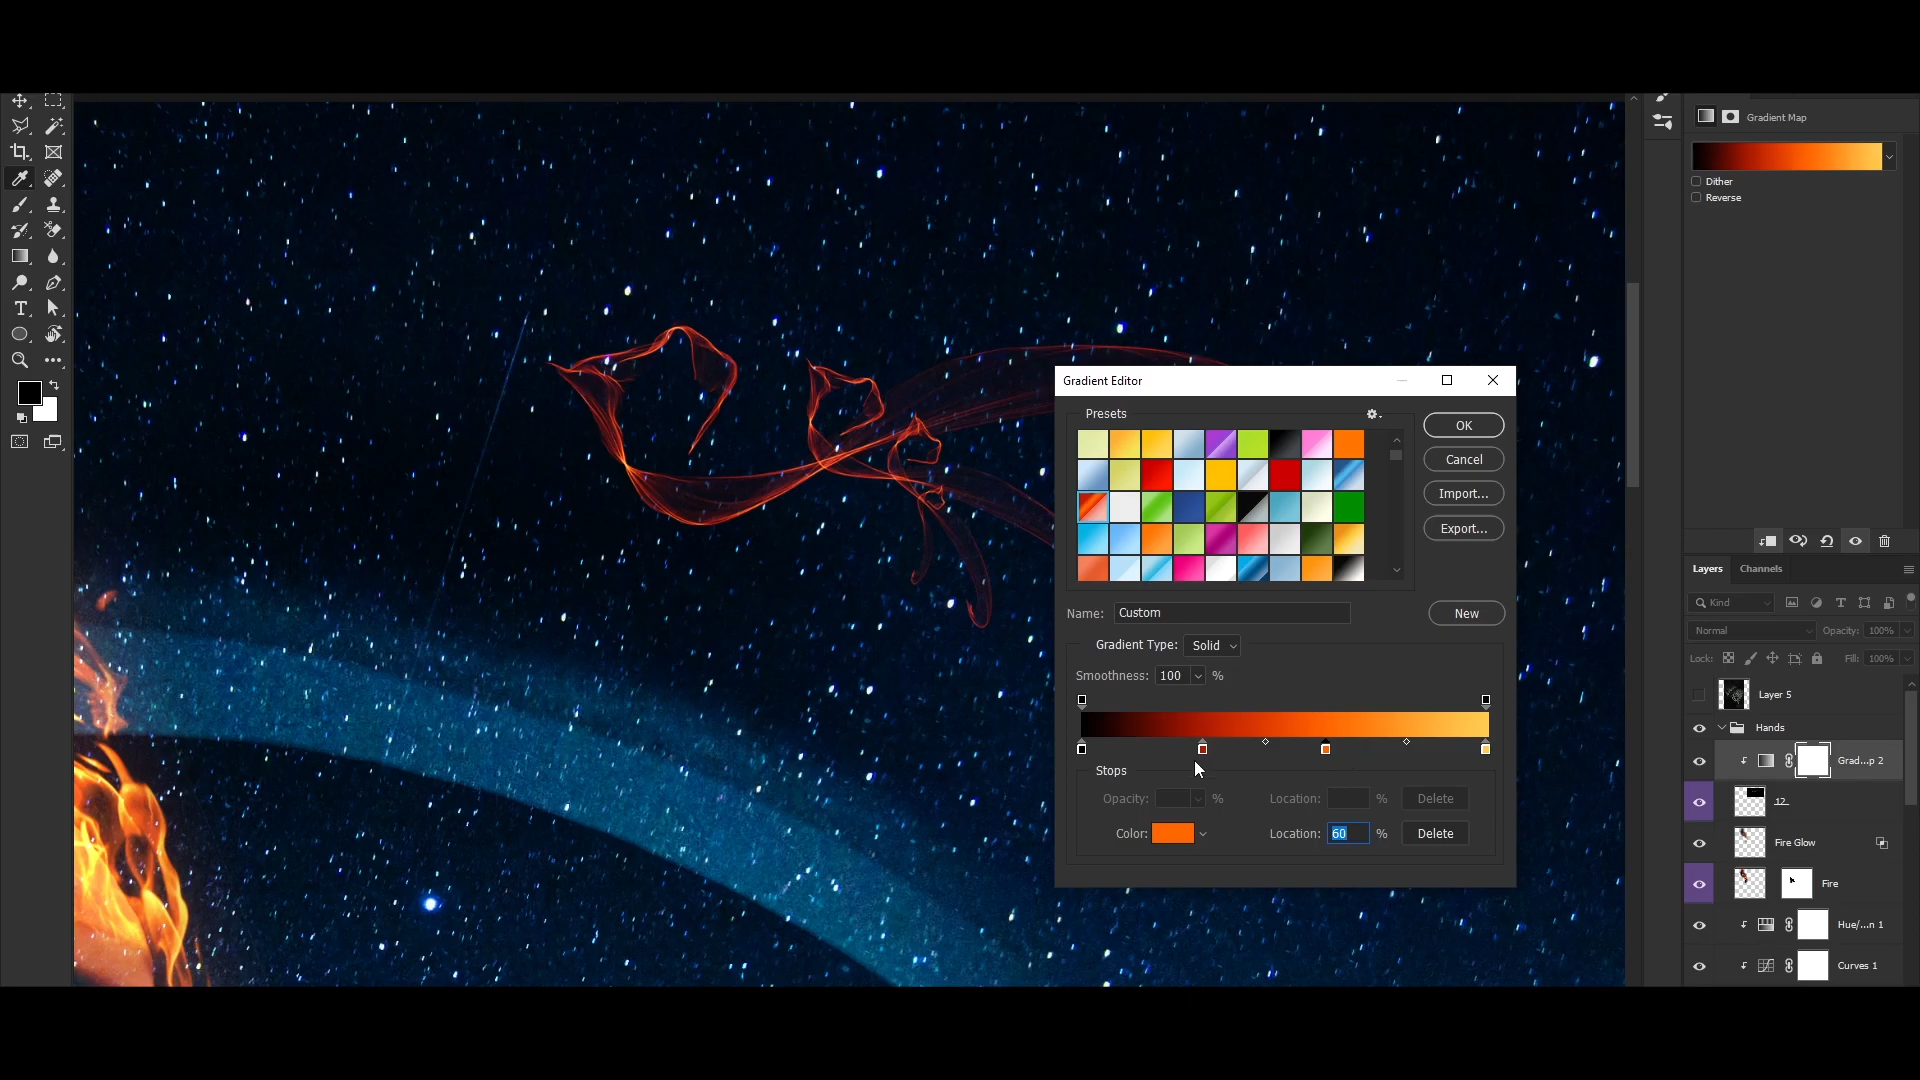 Gradient Map
Dither
Reverse
Gradient Editor
Presets
OK
Cancel
Import...
Export...
Name: Custom
New
Gradient Type: Solid
Smoothness: 100 %
Stops
Opacity: % Location: % Delete
Color: Location: 60 % Delete
Layers Channels
Kind
Normal Opacity: 100%
Lock: Fill: 100%
Layer 5
Hands
Grad...p 2
12
Fire Glow
Fire
Hue/...n 1
Curves 1